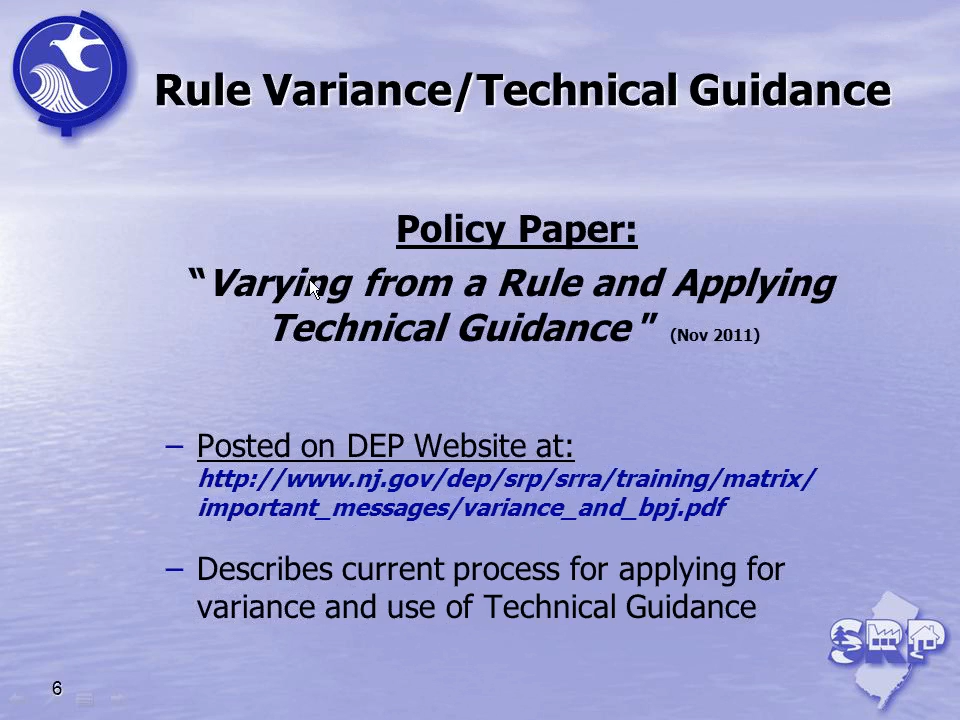 Rule Variance/Technical Guidance
Policy Paper:
“Varying from a Rule and Applying
Technical Guidance" (Nov 2011)
– Posted on DEP Website at:
http://www.nj.gov/dep/srp/srra/training/matrix/
important_messages/variance_and_bpj.pdf
– Describes current process for applying for
variance and use of Technical Guidance
SRP
6